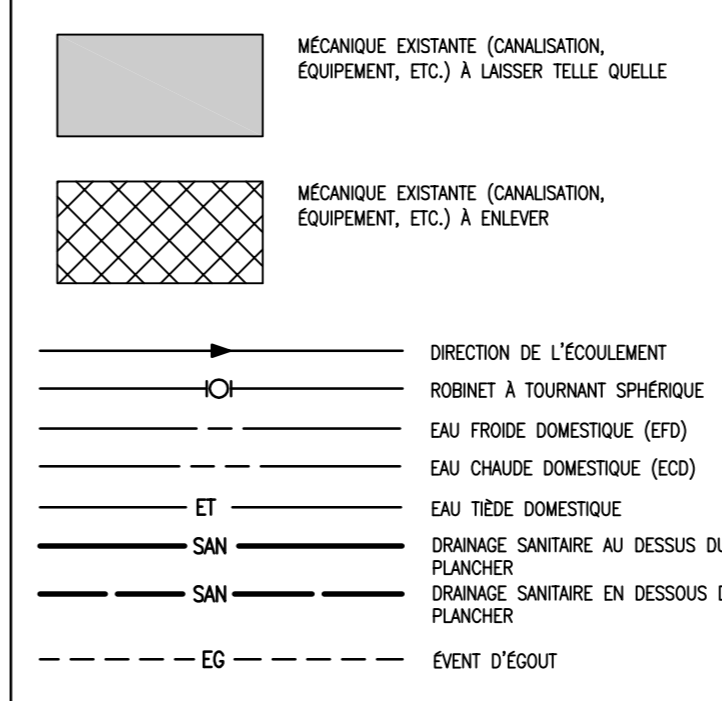 MÉCANIQUE EXISTANTE (CANALISATION,
ÉQUIPEMENT, ETC.) À LAISSER TELLE QUELLE
MÉCANIQUE EXISTANTE (CANALISATION,
ÉQUIPEMENT, ETC.) À ENLEVER
DIRECTION DE L'ÉCOULEMENT
ROBINET À TOURNANT SPHÉRIQUE
EAU FROIDE DOMESTIQUE (EFD)
EAU CHAUDE DOMESTIQUE (ECD)
ET EAU TIÈDE DOMESTIQUE
SAN DRAINAGE SANITAIRE AU DESSUS DU
PLANCHER
SAN DRAINAGE SANITAIRE EN DESSOUS
PLANCHER
EG ÉVENT D'ÉGOUT